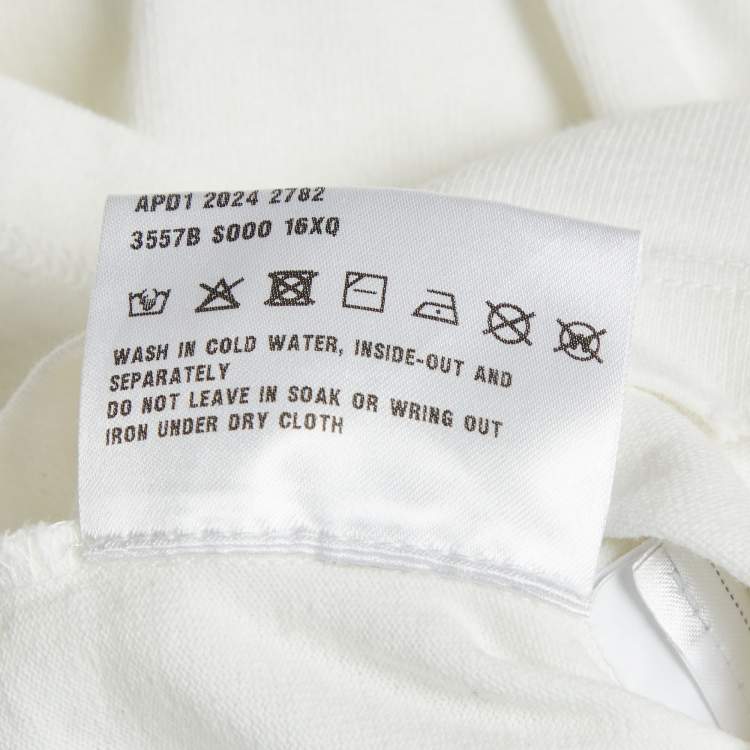 APD1 2024 2782
3557B S000 16XQ
WASH IN COLD WATER, INSIDE-OUT AND
SEPARATELY
DO NOT LEAVE IN SOAK OR WRING OUT
IRON UNDER DRY CLOTH